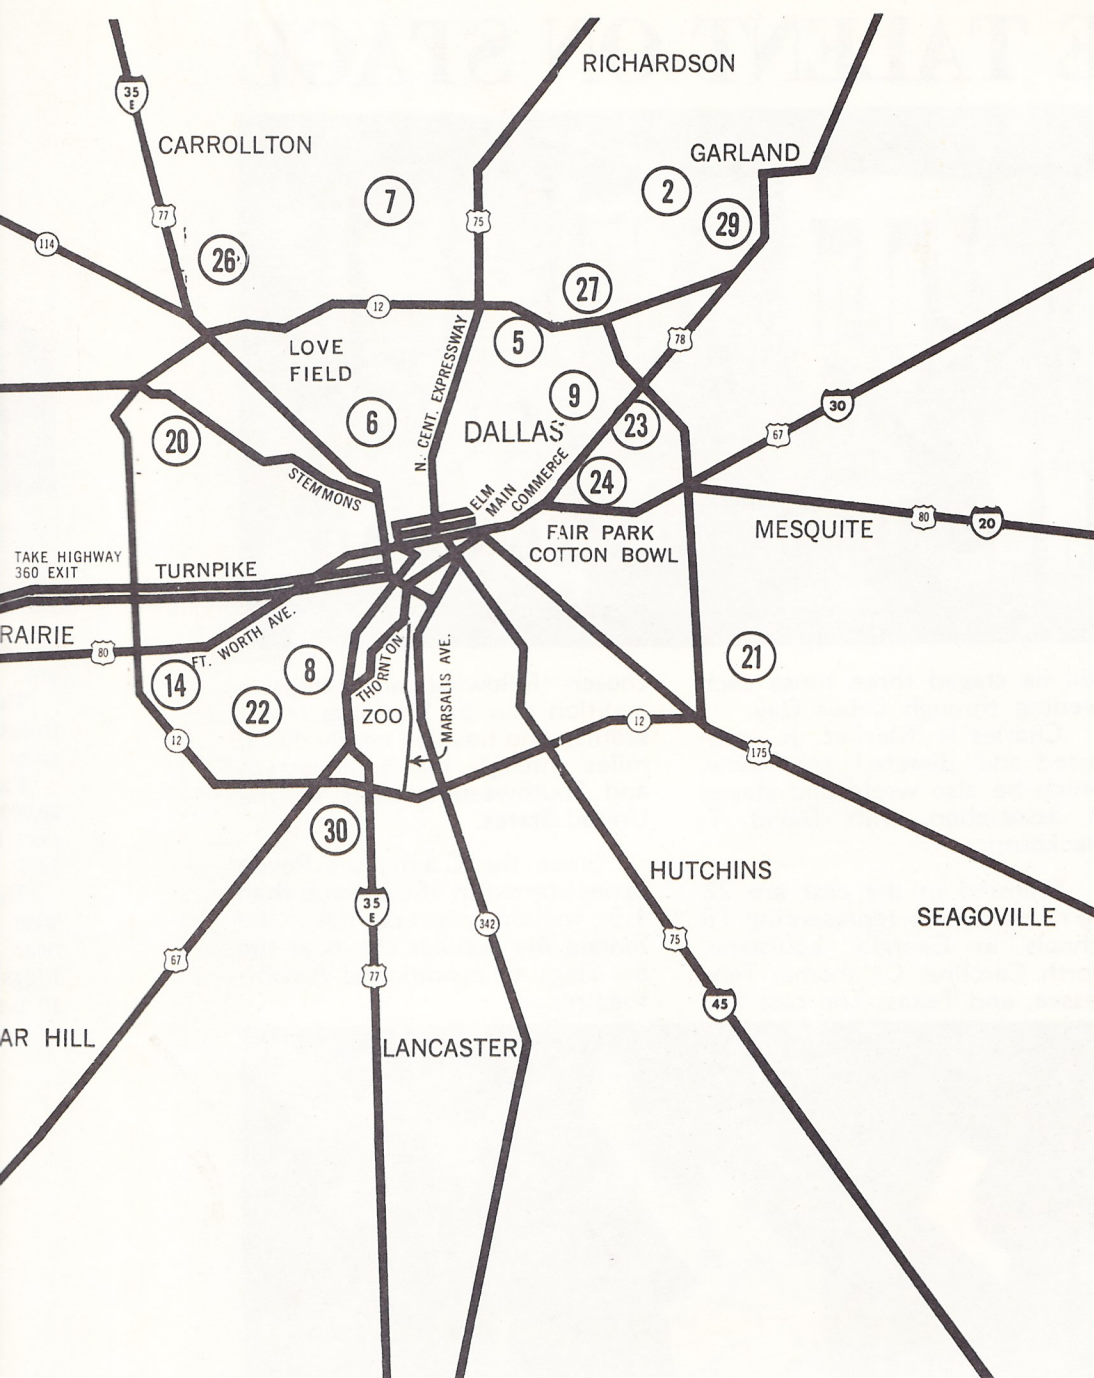 RICHARDSON
35
E
CARROLLTON
GARLAND
2
7
29
77
75
114
26
27
12
5
78
LOVE
FIELD
N. CENT. EXPRESSWAY
9
30
6
DALLAS
23
67
20
STEMMONS
24
ELM
MAIN
COMMERCE
80
20
MESQUITE
FAIR PARK
COTTON BOWL
TAKE HIGHWAY
360 EXIT
TURNPIKE
RAIRIE
80
FT. WORTH AVE.
8
THORNTON
MARSALIS AVE.
21
14
22
ZOO
12
12
175
30
HUTCHINS
35
E
SEAGOVILLE
342
75
67
77
45
AR HILL
LANCASTER